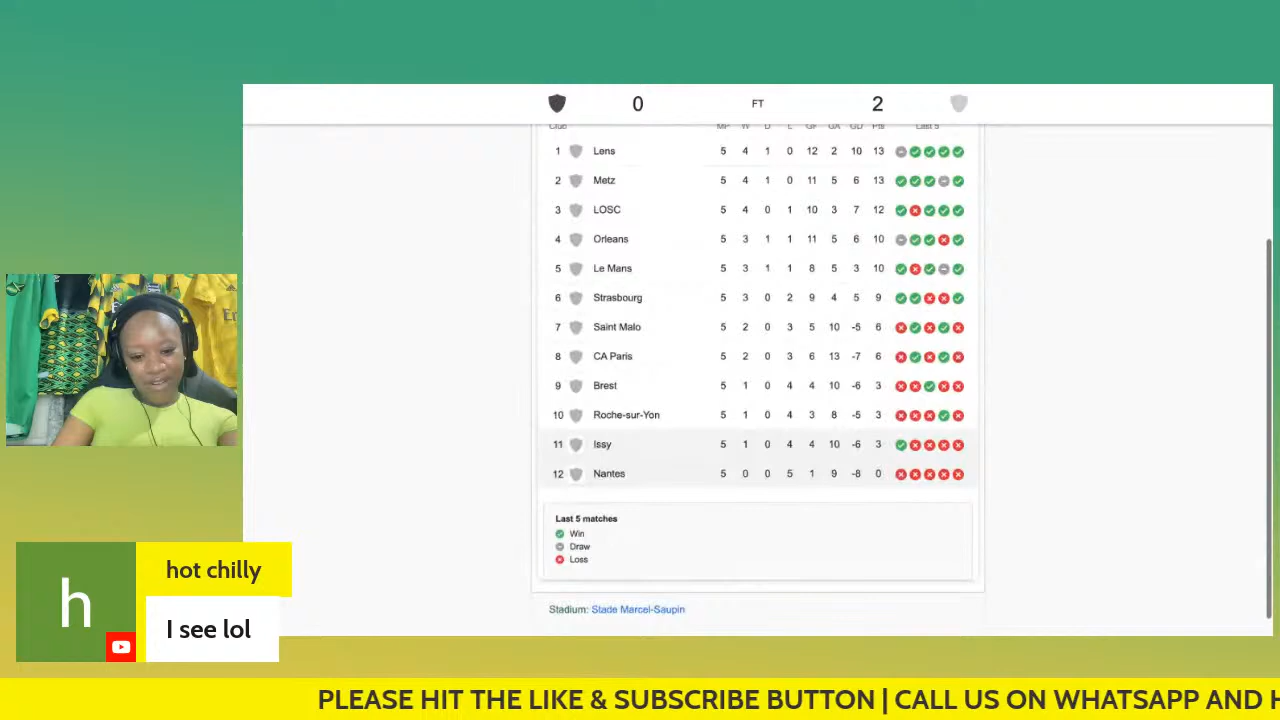 0 FT 2
Club MP W D L GF GA GD Pts Last 5
1 Lens 5 4 1 0 12 2 10 13
2 Metz 5 4 1 0 11 5 6 13
3 LOSC 5 4 0 1 10 3 7 12
4 Orleans 5 3 1 1 11 5 6 10
5 Le Mans 5 3 1 1 8 5 3 10
6 Strasbourg 5 3 0 2 9 4 5 9
7 Saint Malo 5 2 0 3 5 10 -5 6
8 CA Paris 5 2 0 3 6 13 -7 6
9 Brest 5 1 0 4 4 10 -6 3
10 Roche-sur-Yon 5 1 0 4 3 8 -5 3
11 Issy 5 1 0 4 4 10 -6 3
12 Nantes 5 0 0 5 1 9 -8 0
Last 5 matches
Win
Draw
Loss
Stadium: Stade Marcel-Saupin
h
hot chilly
I see lol
PLEASE HIT THE LIKE & SUBSCRIBE BUTTON | CALL US ON WHATSAPP AND H